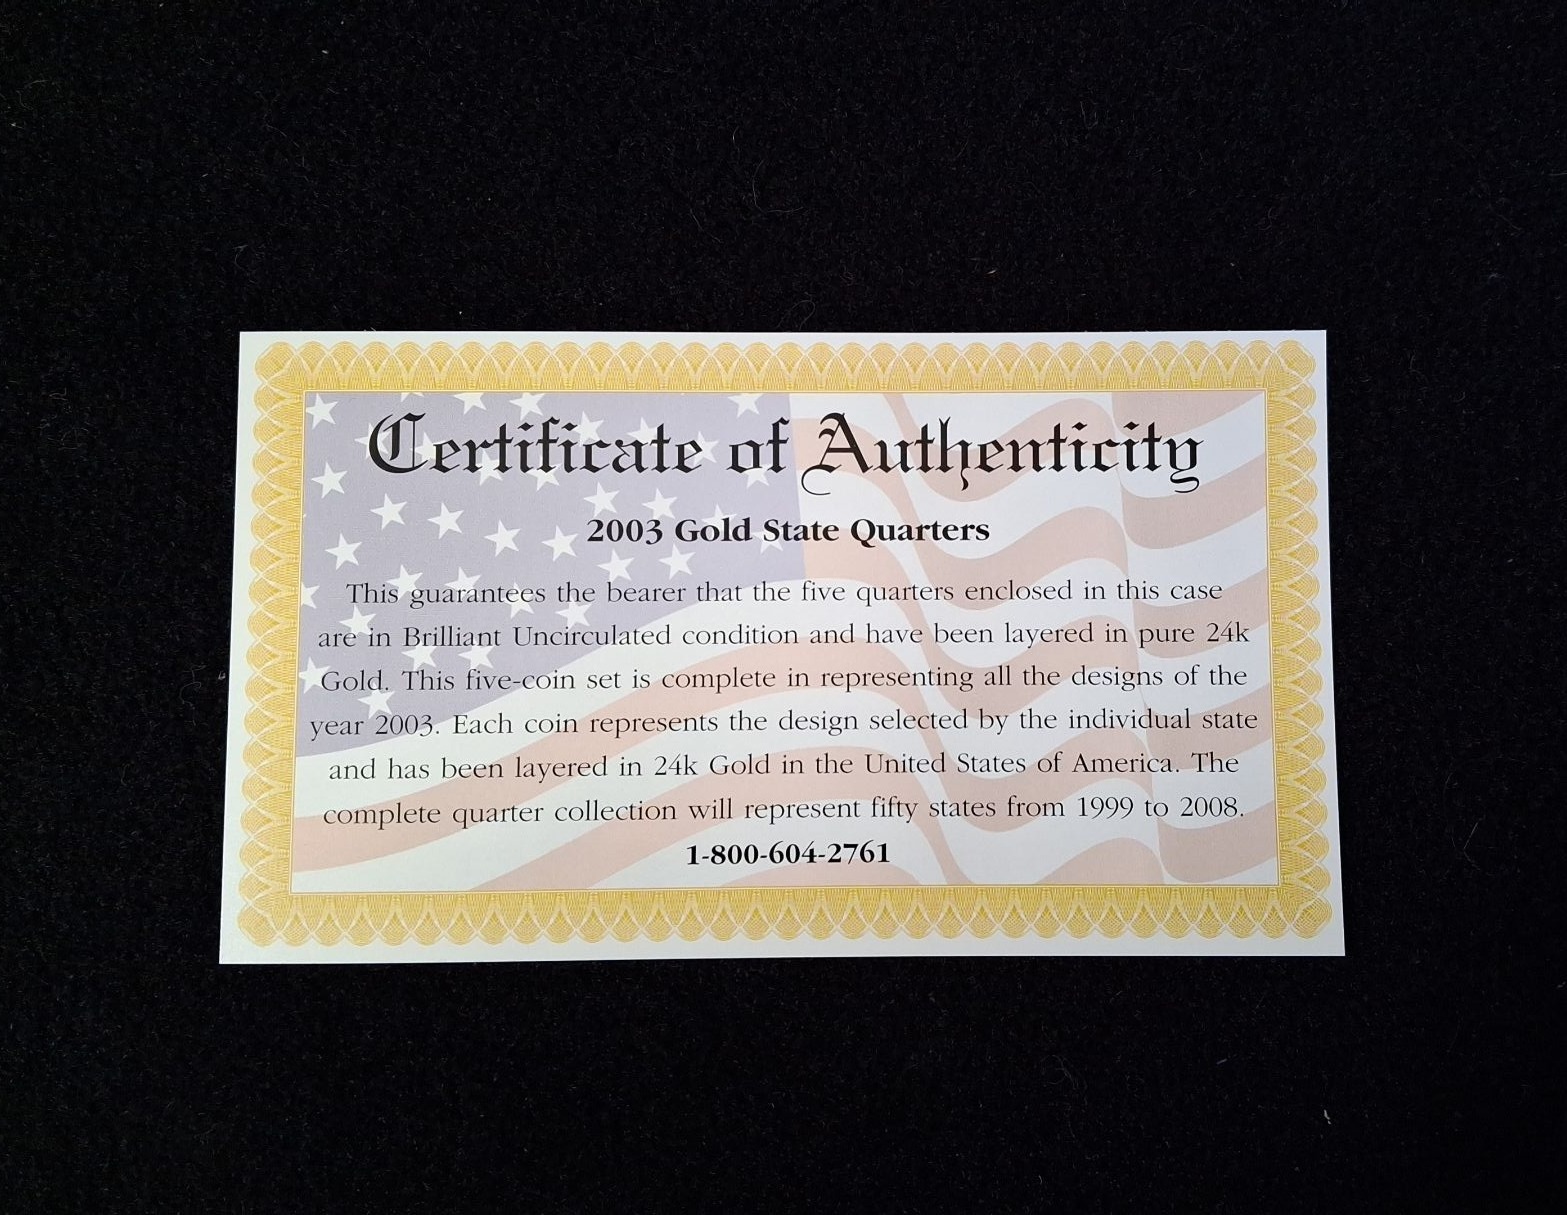 Certificate of Authenticity
2003 Gold State Quarters
This guarantees the bearer that the five quarters enclosed in this case
are in Brilliant Uncirculated condition and have been layered in pure 24k
Gold. This five-coin set is complete in representing all the designs of the
year 2003. Each coin represents the design selected by the individual state
and has been layered in 24k Gold in the United States of America. The
complete quarter collection will represent fifty states from 1999 to 2008.
1-800-604-2761